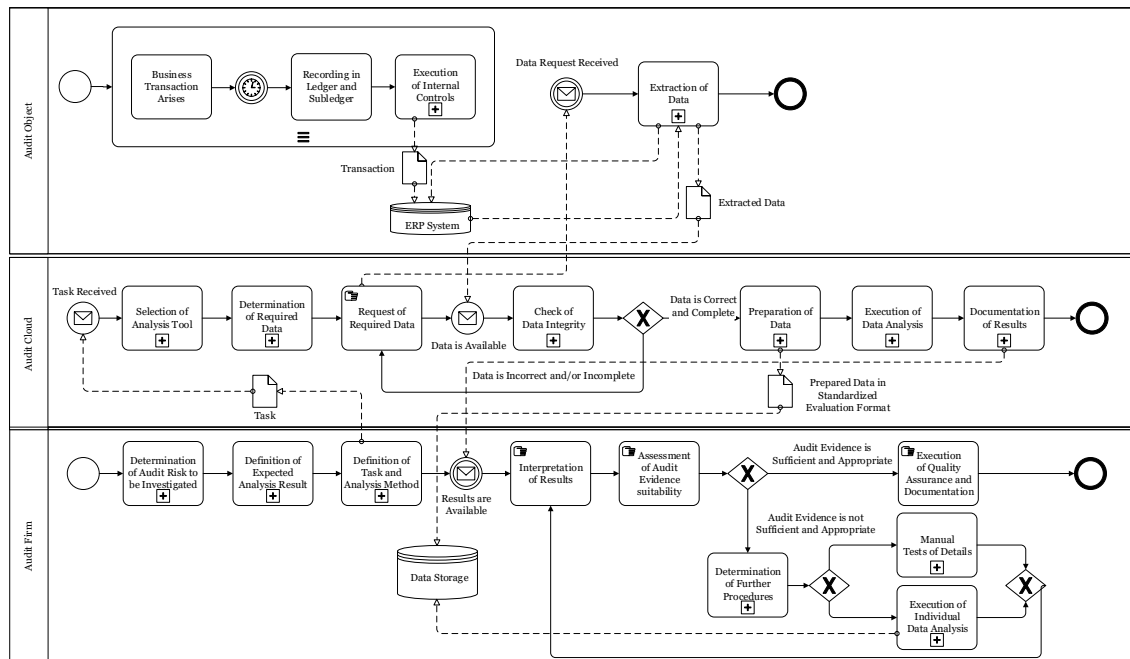 Audit Object
Business
Transaction
Arises
Recording in
Ledger and
Subledger
Execution
of Internal
Controls
Transaction
ERP System
Data Request Received
Extraction of
Data
Extracted Data
Audit Cloud
Task Received
Selection of
Analysis Tool
Determination
of Required
Data
Request of
Required Data
Data is Available
Check of
Data Integrity
Data is Correct
and Complete
Data is Incorrect and/or Incomplete
Preparation of
Data
Execution of
Data Analysis
Documentation
of Results
Task
Prepared Data in
Standardized
Evaluation Format
Audit Firm
Determination
of Audit Risk to
be Investigated
Definition of
Expected
Analysis Result
Definition of
Task and
Analysis Method
Results are
Available
Interpretation
of Results
Assessment
of Audit
Evidence
suitability
Audit Evidence is
Sufficient and Appropriate
Execution
of Quality
Assurance and
Documentation
Audit Evidence is not
Sufficient and Appropriate
Determination
of Further
Procedures
Manual
Tests of Details
Execution of
Individual
Data Analysis
Data Storage